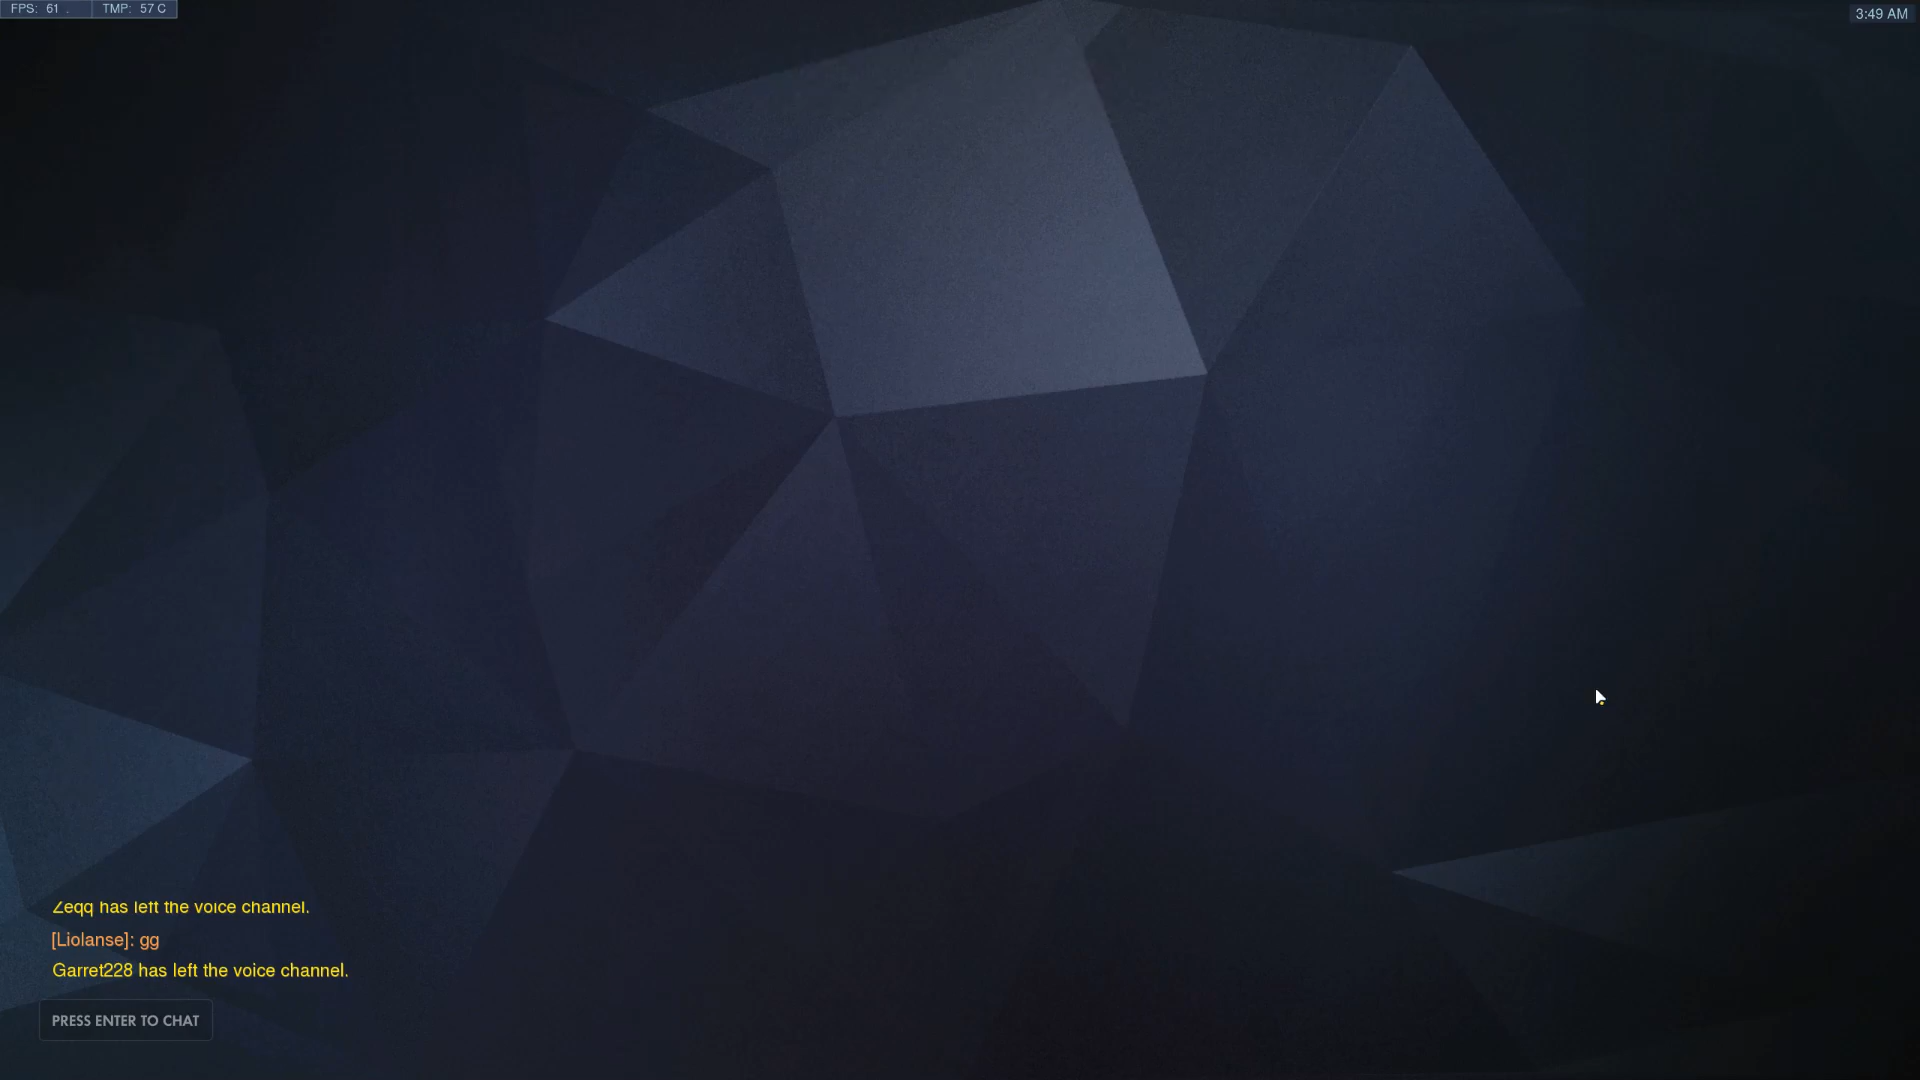 FPS: 61 . TMP: 57 C
3:49 AM
Zeqq has left the voice channel.
[Liolanse]: gg
Garret228 has left the voice channel.
PRESS ENTER TO CHAT